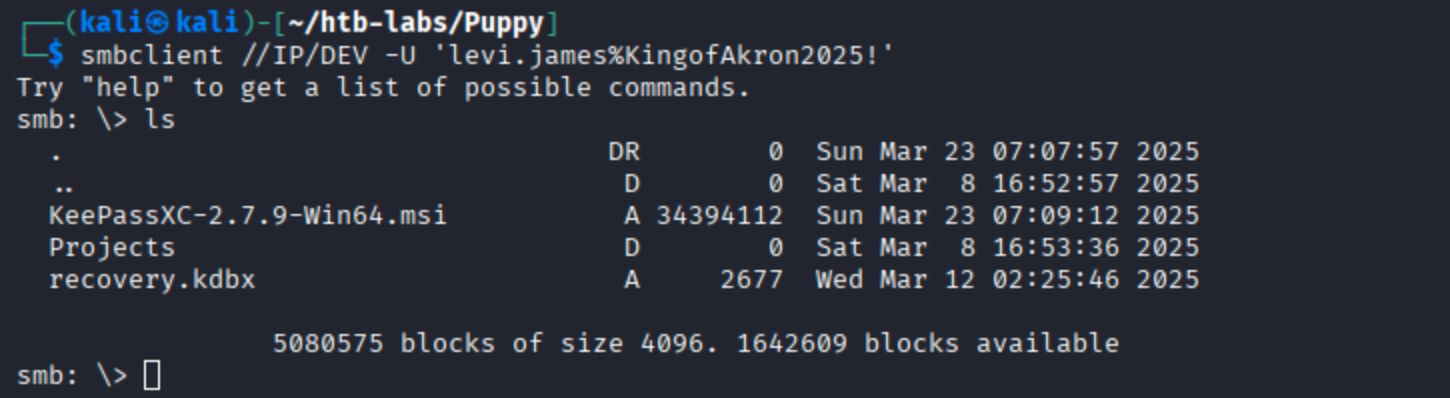 ┌──(kali㉿kali)-[~/htb-labs/Puppy]
└─$ smbclient //IP/DEV -U 'levi.james%KingofAkron2025!'
Try "help" to get a list of possible commands.
smb: \> ls
  .                                  DR        0  Sun Mar 23 07:07:57 2025
  ..                                  D        0  Sat Mar  8 16:52:57 2025
  KeePassXC-2.7.9-Win64.msi           A 34394112  Sun Mar 23 07:09:12 2025
  Projects                            D        0  Sat Mar  8 16:53:36 2025
  recovery.kdbx                       A     2677  Wed Mar 12 02:25:46 2025
                5080575 blocks of size 4096. 1642609 blocks available
smb: \>